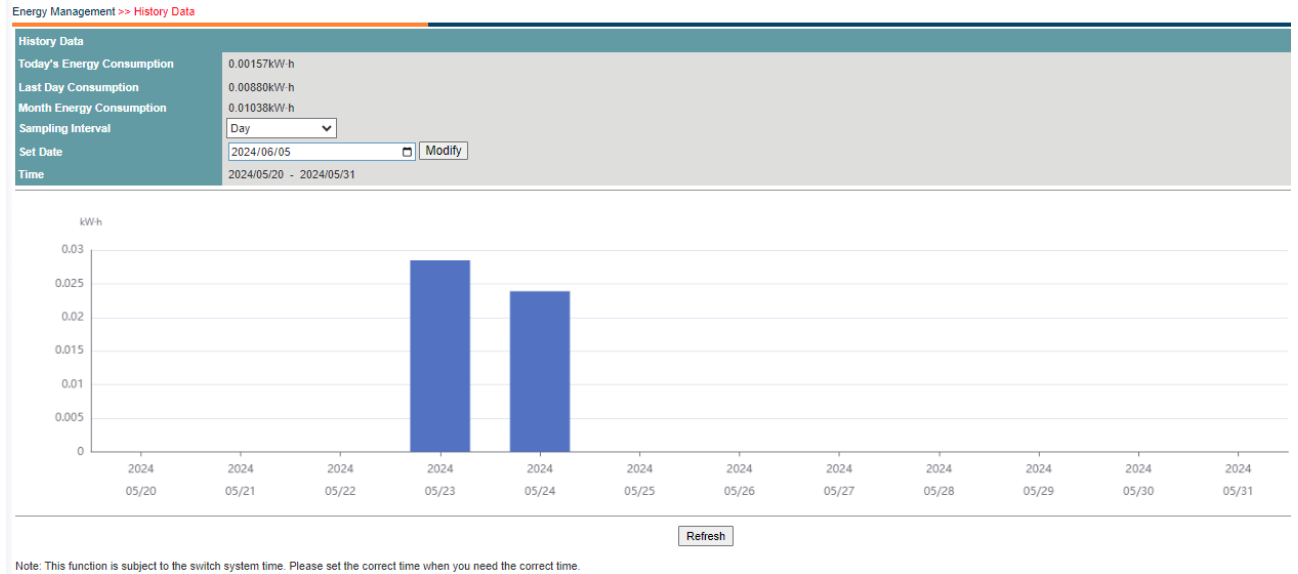 Energy Management >> History Data
History Data
Today's Energy Consumption 0.00157kW·h
Last Day Consumption 0.00880kW·h
Month Energy Consumption 0.01038kW·h
Sampling Interval Day
Set Date 2024/06/05 Modify
Time 2024/05/20 - 2024/05/31
kW·h
0.03
0.025
0.02
0.015
0.01
0.005
0
2024 2024 2024 2024 2024 2024 2024 2024 2024 2024 2024 2024
05/20 05/21 05/22 05/23 05/24 05/25 05/26 05/27 05/28 05/29 05/30 05/31
Refresh
Note: This function is subject to the switch system time. Please set the correct time when you need the correct time.